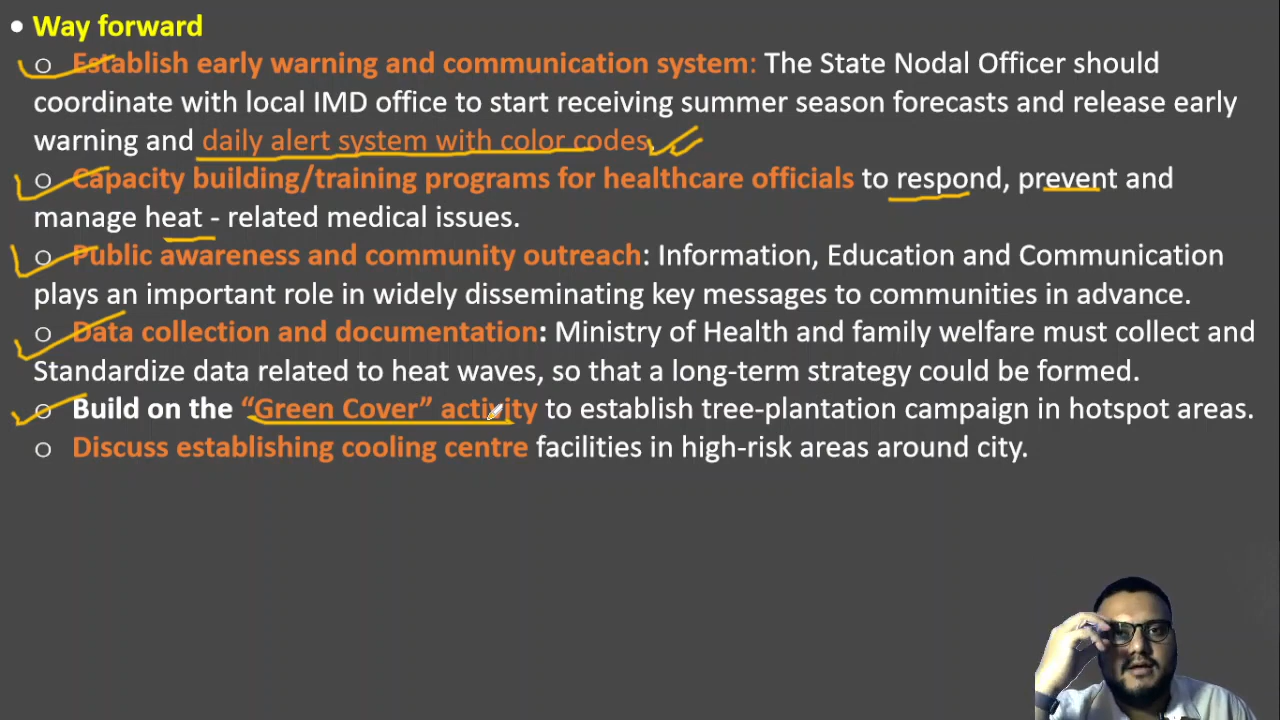 • Way forward
o Establish early warning and communication system: The State Nodal Officer should
coordinate with local IMD office to start receiving summer season forecasts and release early
warning and daily alert system with color codes.
o Capacity building/training programs for healthcare officials to respond, prevent and
manage heat - related medical issues.
o Public awareness and community outreach: Information, Education and Communication
plays an important role in widely disseminating key messages to communities in advance.
o Data collection and documentation: Ministry of Health and family welfare must collect and
Standardize data related to heat waves, so that a long-term strategy could be formed.
o Build on the “Green Cover” activity to establish tree-plantation campaign in hotspot areas.
o Discuss establishing cooling centre facilities in high-risk areas around city.